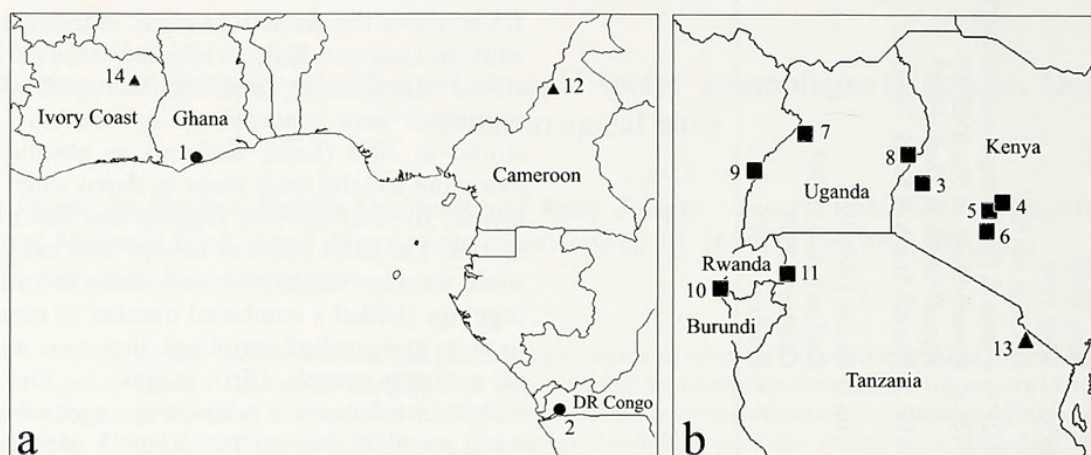 14
12
Ivory Coast
Ghana
1
Cameroon
DR Congo
2
a
7
8
Kenya
9
3
Uganda
5
4
6
Rwanda
11
10
Burundi
13
Tanzania
b